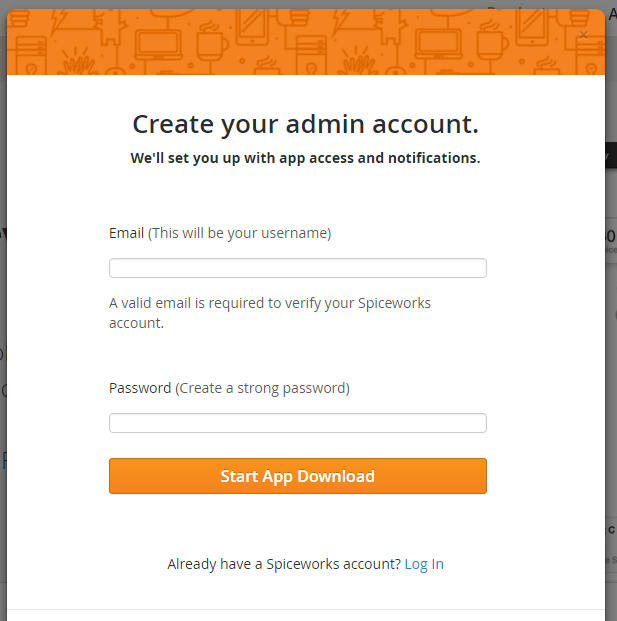 Create your admin account.
We'll set you up with app access and notifications.
Email (This will be your username)
A valid email is required to verify your Spiceworks
account.
Password (Create a strong password)
Start App Download
Already have a Spiceworks account? Log In